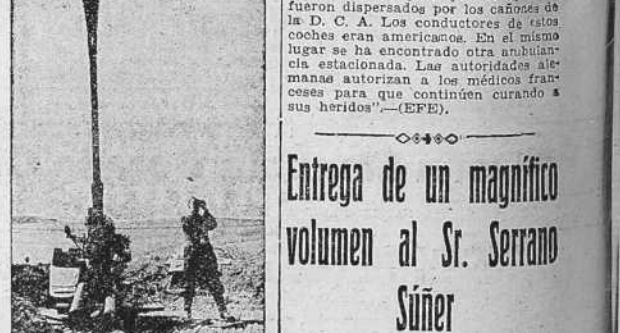 fueron dispersados por los cañones de
la D. C. A. Los conductores de estos
coches eran americanos. En el mismo
lugar se ha encontrado otra ambulan-
cia estacionada. Las autoridades ale-
manas autorizan a los médicos fran-
ceses para que continúen curando a
sus heridos".—(EFE).
Entrega de un magnífico
volumen al Sr. Serrano
Súñer